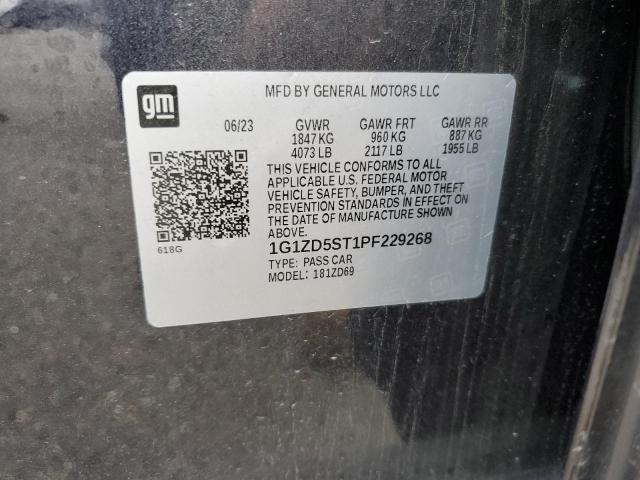 gm
MFD BY GENERAL MOTORS LLC
06/23 GVWR GAWR FRT GAWR RR
1847 KG 960 KG 887 KG
4073 LB 2117 LB 1955 LB
THIS VEHICLE CONFORMS TO ALL
APPLICABLE U.S. FEDERAL MOTOR
VEHICLE SAFETY, BUMPER, AND THEFT
PREVENTION STANDARDS IN EFFECT ON
THE DATE OF MANUFACTURE SHOWN
ABOVE.
618G
1G1ZD5ST1PF229268
TYPE: PASS CAR
MODEL: 181ZD69